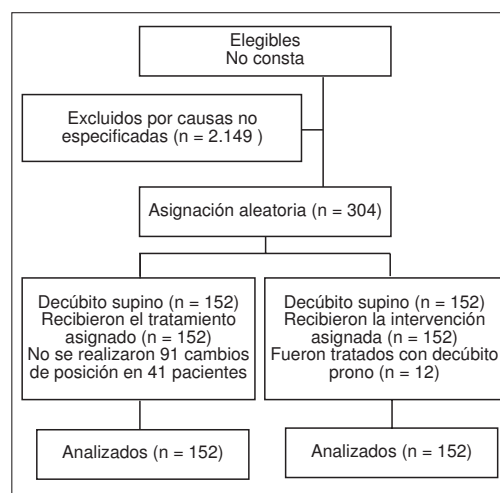 Elegibles
No consta
Excluidos por causas no
especificadas (n = 2.149 )
Asignación aleatoria (n = 304)
Decúbito supino (n = 152)
Recibieron el tratamiento
asignado (n = 152)
No se realizaron 91 cambios
de posición en 41 pacientes
Decúbito supino (n = 152)
Recibieron la intervención
asignada (n = 152)
Fueron tratados con decúbito
prono (n = 12)
Analizados (n = 152)
Analizados (n = 152)